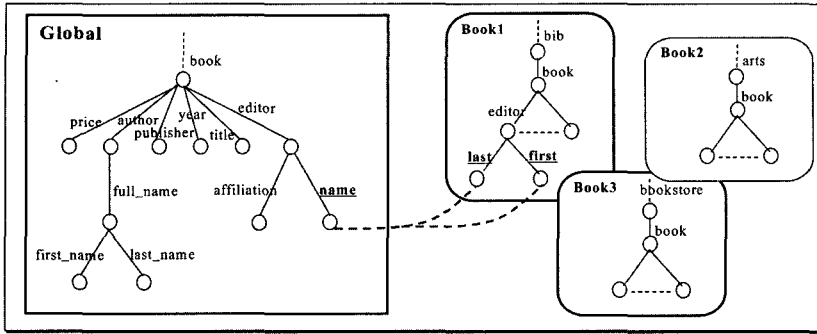 Global
book
price
author
publisher
year
title
editor
full_name
affiliation
name
first_name
last_name
Book1
bib
book
editor
last
first
Book2
arts
book
Book3
bbokstore
book